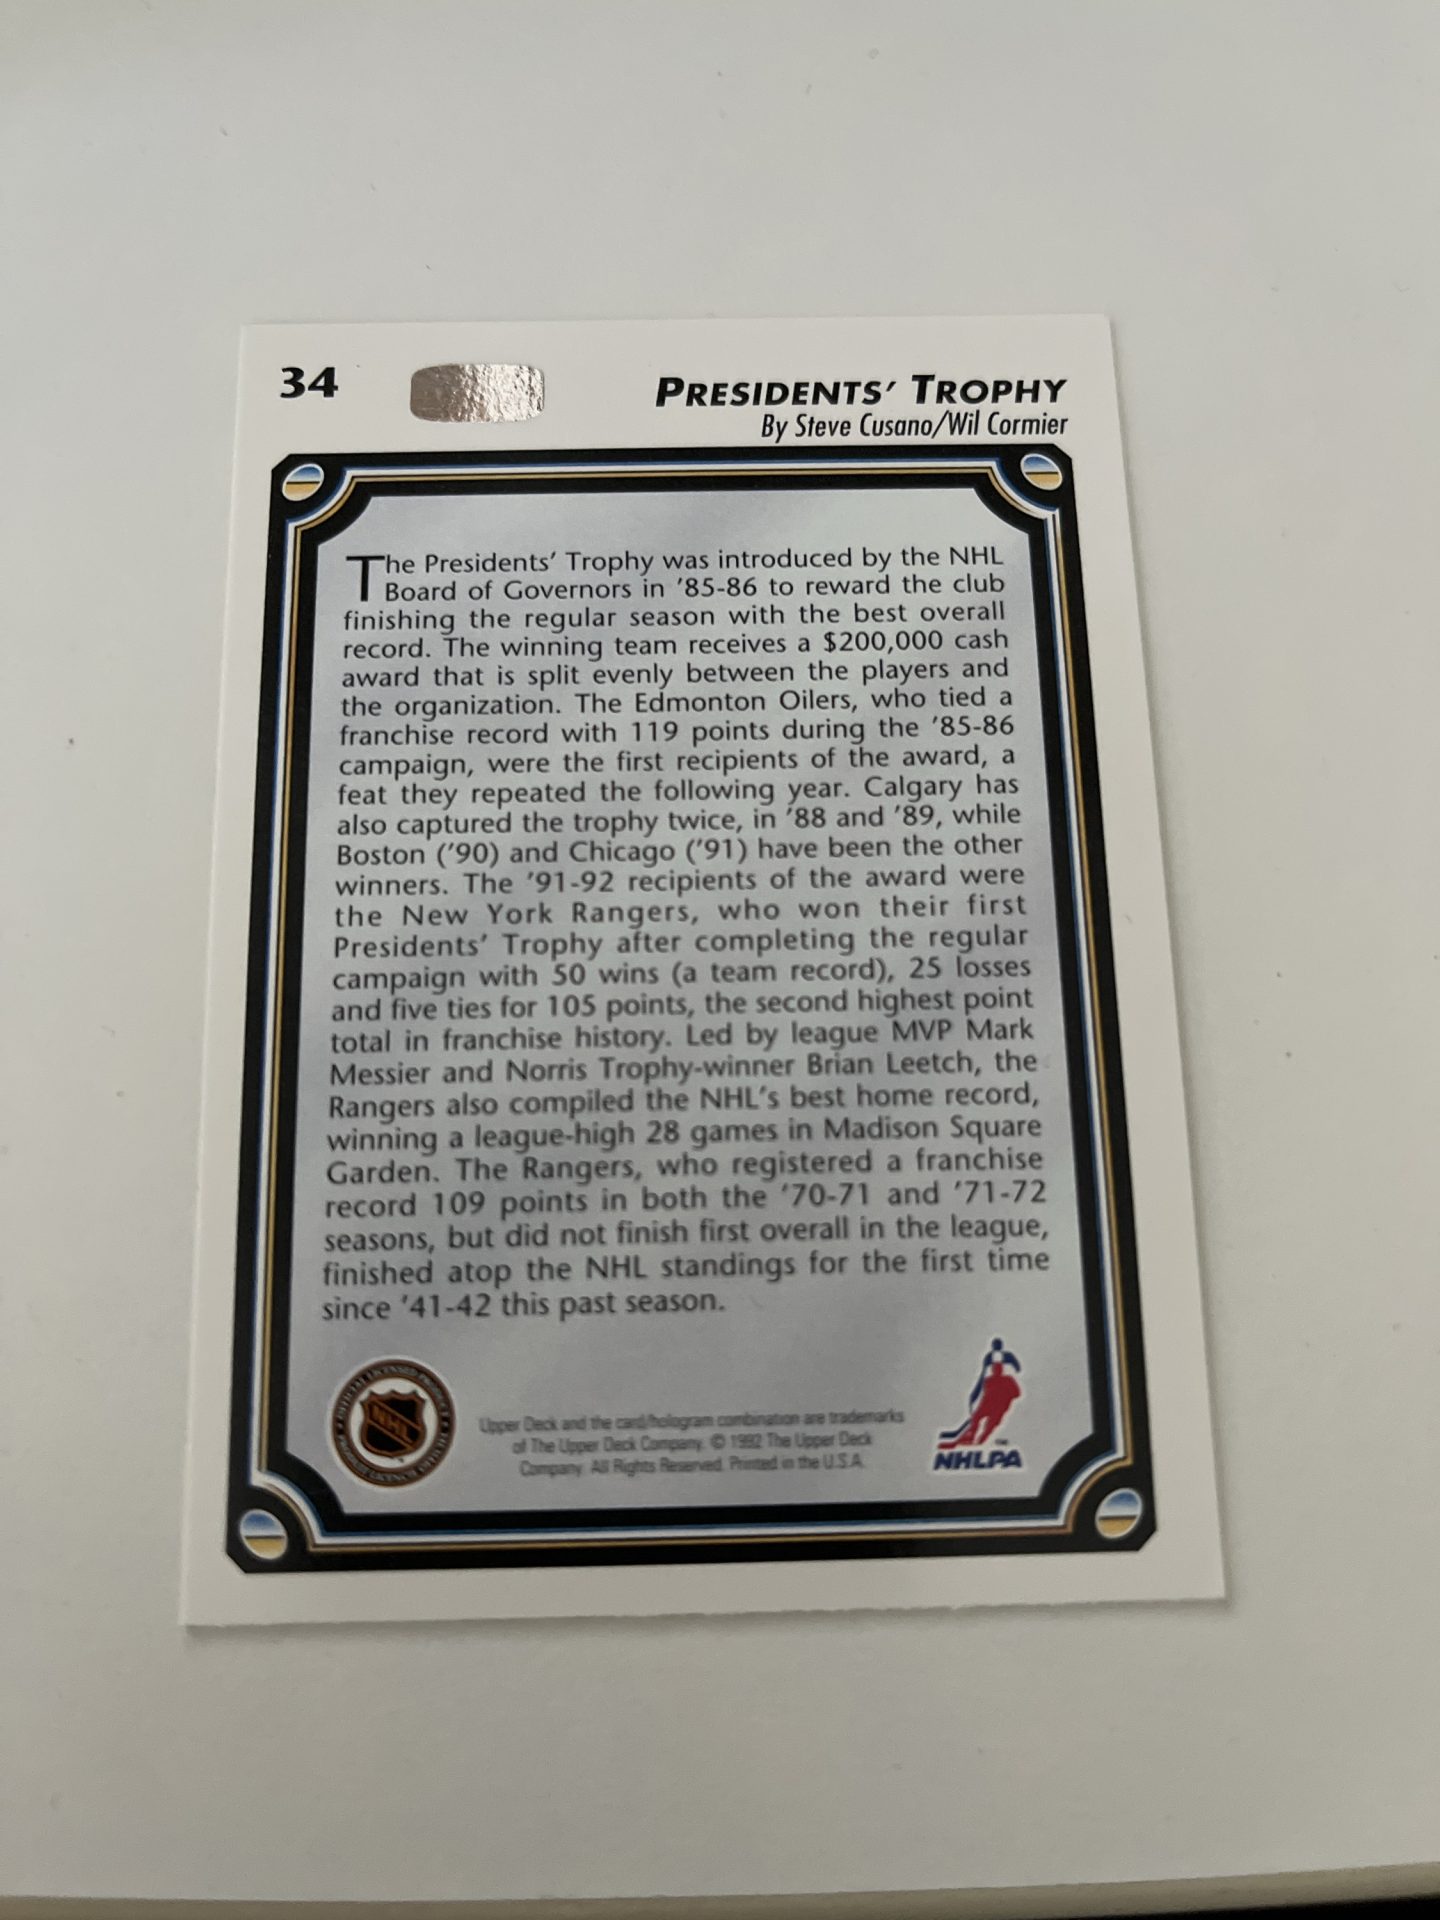 34
PRESIDENTS' TROPHY
By Steve Cusano/Wil Cormier
The Presidents' Trophy was introduced by the NHL
Board of Governors in '85-86 to reward the club
finishing the regular season with the best overall
record. The winning team receives a $200,000 cash
award that is split evenly between the players and
the organization. The Edmonton Oilers, who tied a
franchise record with 119 points during the '85-86
campaign, were the first recipients of the award, a
feat they repeated the following year. Calgary has
also captured the trophy twice, in '88 and '89, while
Boston ('90) and Chicago ('91) have been the other
winners. The '91-92 recipients of the award were
the New York Rangers, who won their first
Presidents' Trophy after completing the regular
campaign with 50 wins (a team record), 25 losses
and five ties for 105 points, the second highest point
total in franchise history. Led by league MVP Mark
Messier and Norris Trophy-winner Brian Leetch, the
Rangers also compiled the NHL's best home record,
winning a league-high 28 games in Madison Square
Garden. The Rangers, who registered a franchise
record 109 points in both the '70-71 and '71-72
seasons, but did not finish first overall in the league,
finished atop the NHL standings for the first time
since '41-42 this past season.
NHL
Upper Deck and the card/hologram combination are trademarks
of The Upper Deck Company. © 1992 The Upper Deck
Company. All Rights Reserved. Printed in the U.S.A.
NHLPA